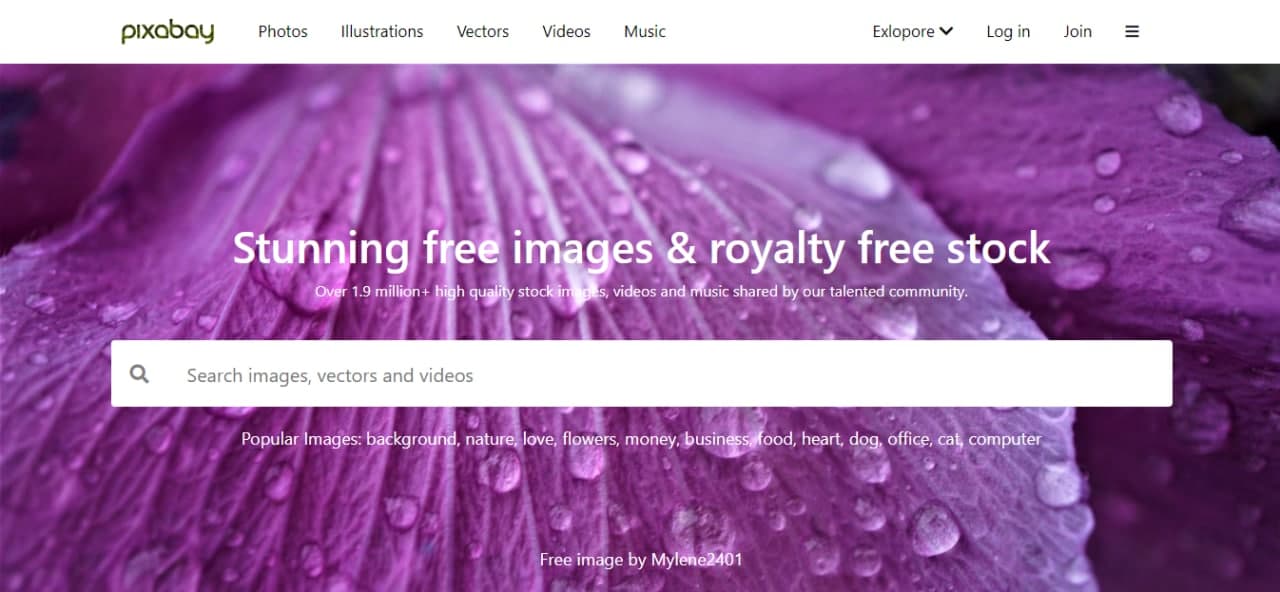 pixabay Photos Illustrations Vectors Videos Music Exlopore Log in Join
Stunning free images & royalty free stock
Over 1.9 million+ high quality stock images, videos and music shared by our talented community.
Search images, vectors and videos
Popular Images: background, nature, love, flowers, money, business, food, heart, dog, office, cat, computer
Free image by Mylene2401